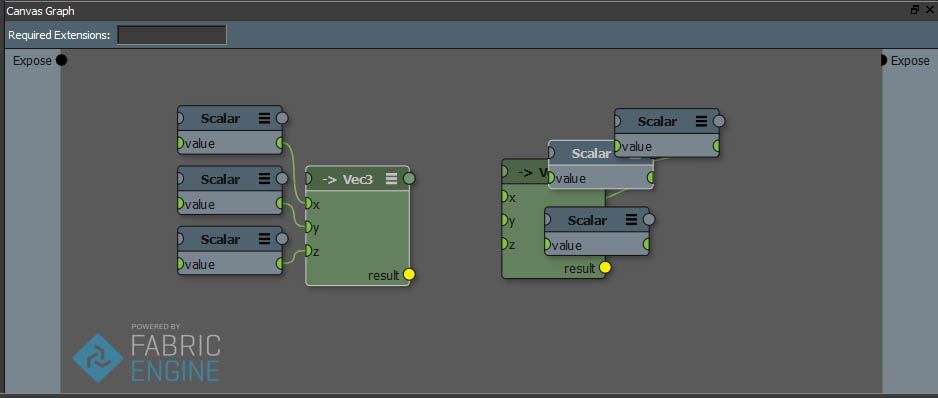 Canvas Graph
Required Extensions:
Expose
Expose
Scalar
value
Scalar
value
Scalar
value
-> Vec3
x
y
z
result
Scalar
value
Scalar
value
-> V
x
y
z
Scalar
value
result
POWERED BY
FABRIC
ENGINE